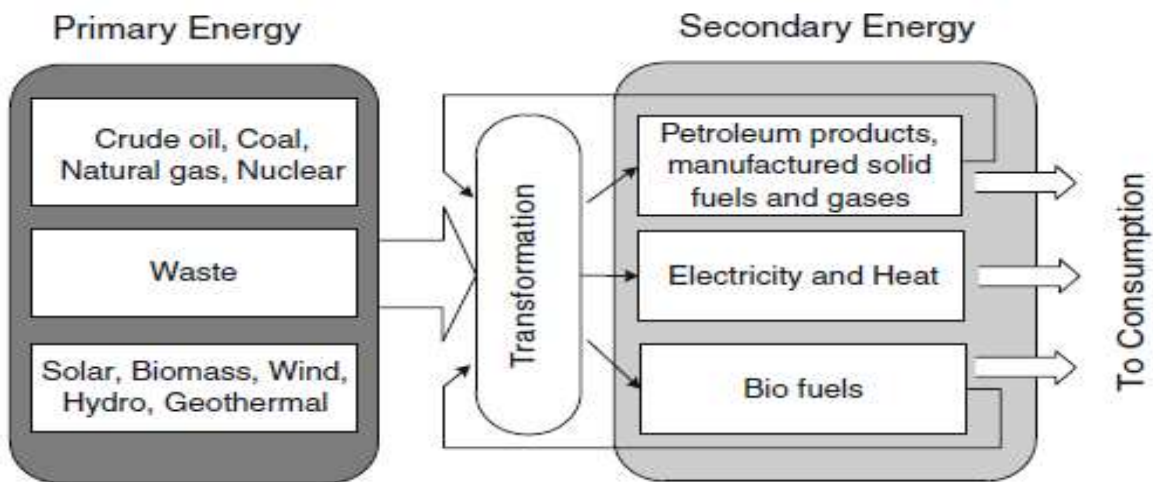 Primary Energy
Crude oil, Coal,
Natural gas, Nuclear
Waste
Solar, Biomass, Wind,
Hydro, Geothermal
Transformation
Secondary Energy
Petroleum products,
manufactured solid
fuels and gases
Electricity and Heat
Bio fuels
To Consumption